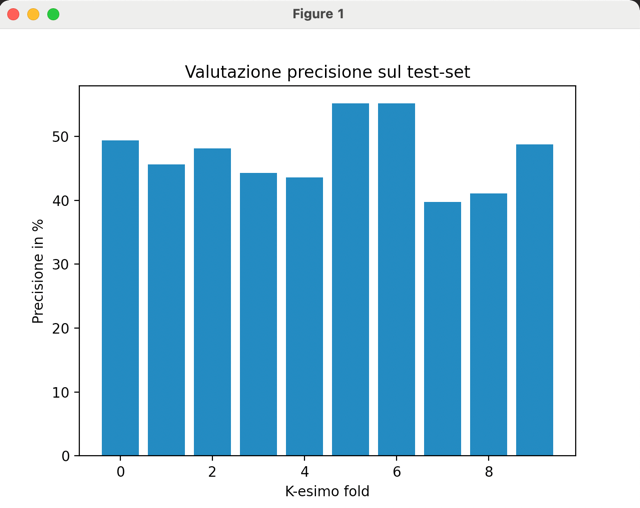 Figure 1
Valutazione precisione sul test-set
Precisione in %
50
40
30
20
10
0
0 2 4 6 8
K-esimo fold